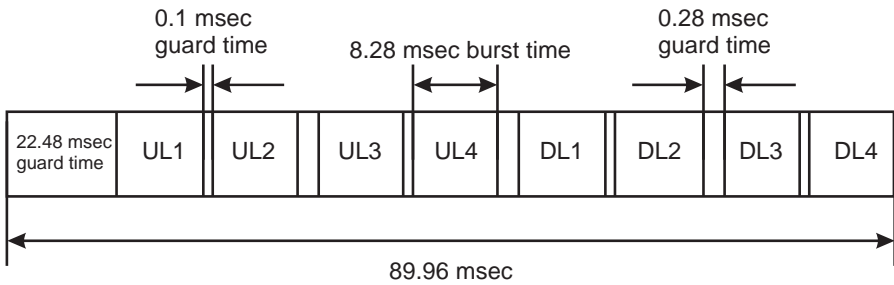 0.1 msec
guard time
8.28 msec burst time
0.28 msec
guard time
22.48 msec
guard time
UL1
UL2
UL3
UL4
DL1
DL2
DL3
DL4
89.96 msec